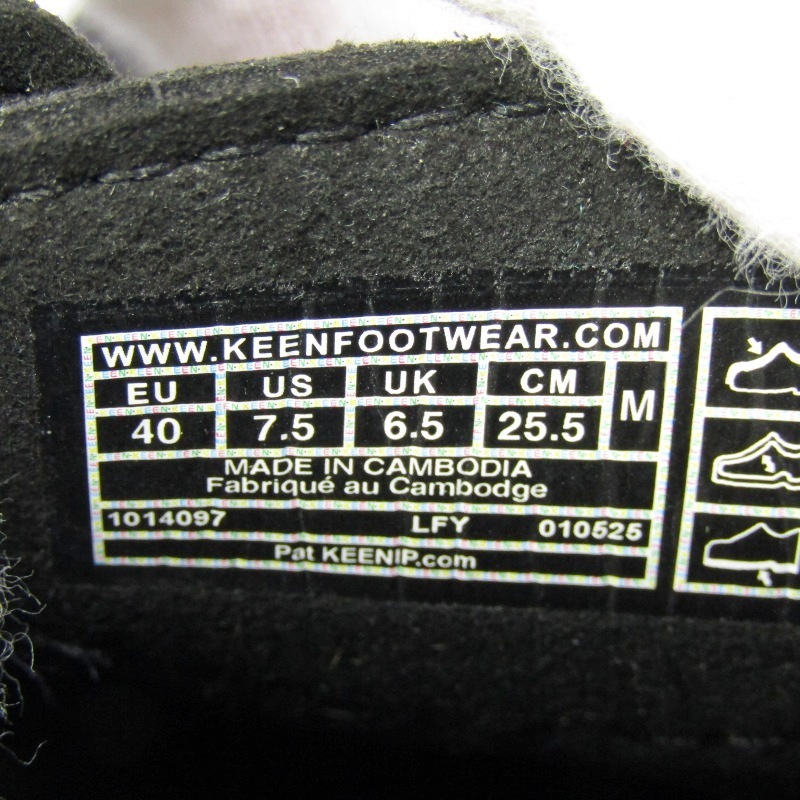 WWW.KEENFOOTWEAR.COM
EU US UK CM M
40 7.5 6.5 25.5
MADE IN CAMBODIA
Fabriqué au Cambodge
1014097 LFY 010525
Pat KEENIP.com